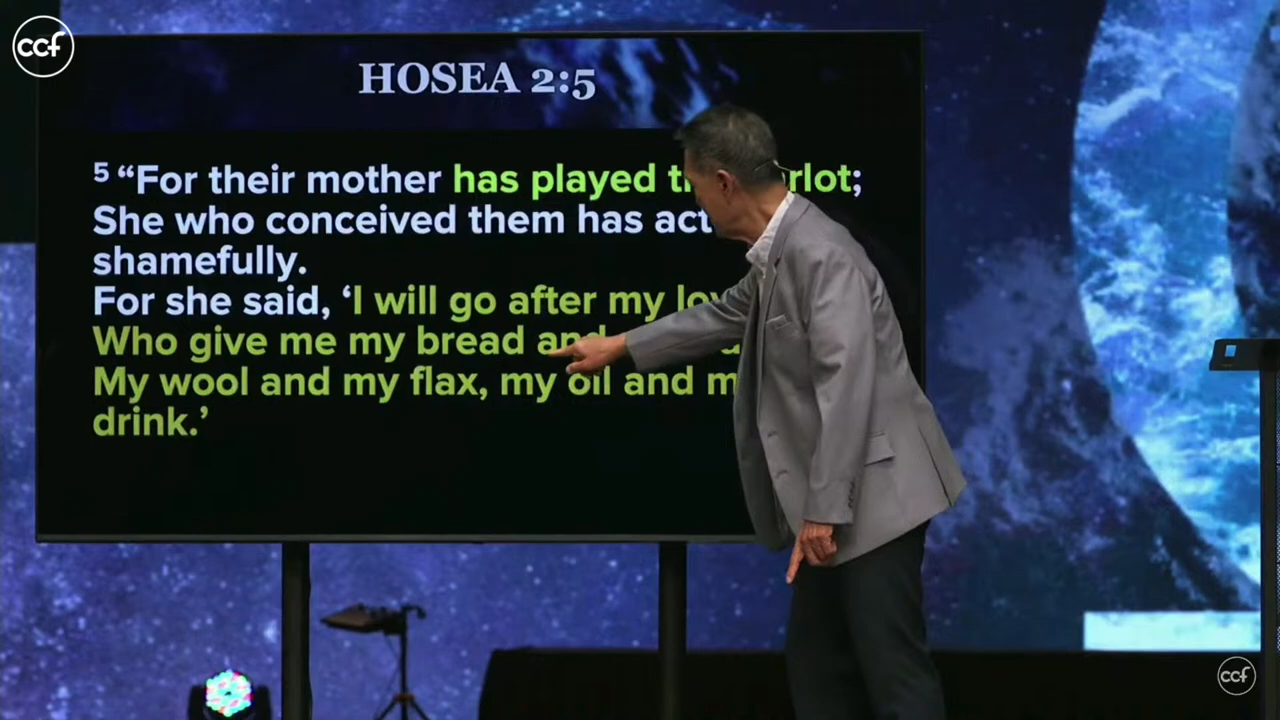 ccf
HOSEA 2:5
5 “For their mother has played
She who conceived them has
shamefully.
For she said, ‘I will go after my
Who give me my bread
My wool and my flax, my oil and
drink.’
ccf